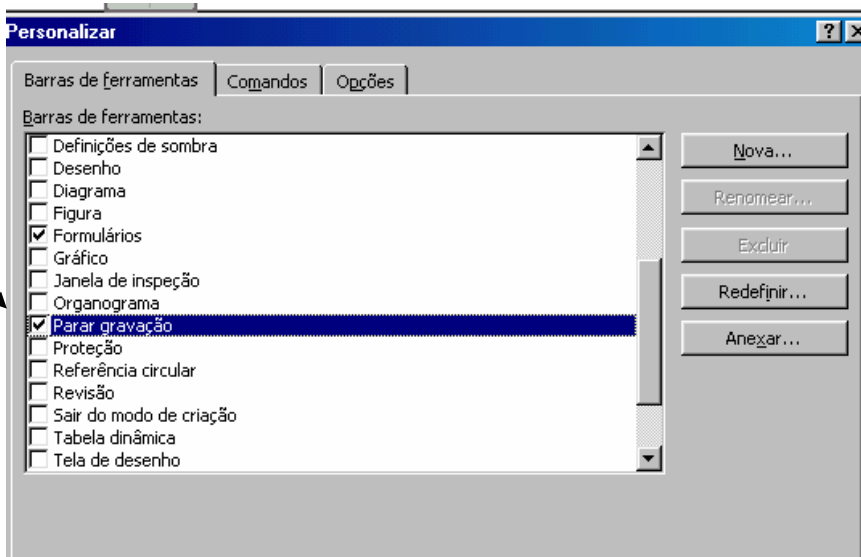 Personalizar
Barras de ferramentas Comandos Opções
Barras de ferramentas:
Definições de sombra
Desenho
Diagrama
Figura
Formulários
Gráfico
Janela de inspeção
Organograma
Parar gravação
Proteção
Referência circular
Revisão
Sair do modo de criação
Tabela dinâmica
Tela de desenho
Nova...
Renomear...
Excluir
Redefinir...
Anexar...